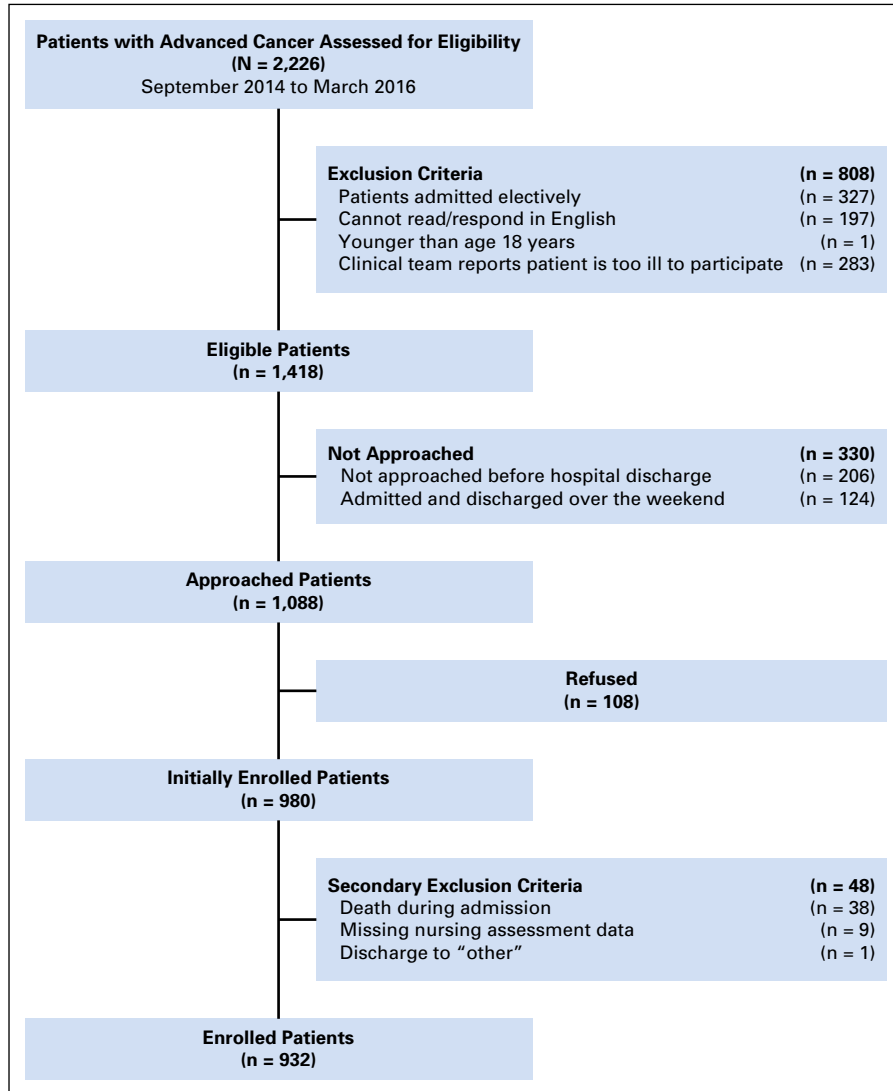 Patients with Advanced Cancer Assessed for Eligibility
(N = 2,226)
September 2014 to March 2016
Exclusion Criteria (n = 808)
Patients admitted electively (n = 327)
Cannot read/respond in English (n = 197)
Younger than age 18 years (n = 1)
Clinical team reports patient is too ill to participate (n = 283)
Eligible Patients
(n = 1,418)
Not Approached (n = 330)
Not approached before hospital discharge (n = 206)
Admitted and discharged over the weekend (n = 124)
Approached Patients
(n = 1,088)
Refused
(n = 108)
Initially Enrolled Patients
(n = 980)
Secondary Exclusion Criteria (n = 48)
Death during admission (n = 38)
Missing nursing assessment data (n = 9)
Discharge to “other” (n = 1)
Enrolled Patients
(n = 932)